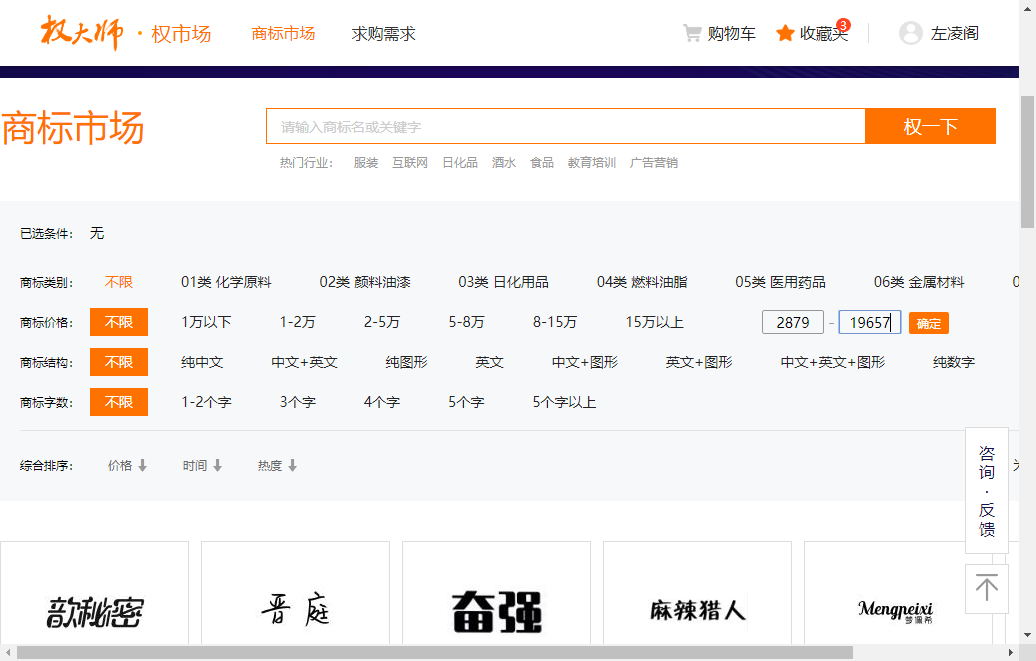 权大师 · 权市场 商标市场 求购需求 购物车 收藏夹 3 左凌阁
商标市场 请输入商标名或关键字 权一下
热门行业： 服装 互联网 日化品 酒水 食品 教育培训 广告营销
已选条件： 无
商标类别： 不限 01类 化学原料 02类 颜料油漆 03类 日化用品 04类 燃料油脂 05类 医用药品 06类 金属材料 0
商标价格： 不限 1万以下 1-2万 2-5万 5-8万 8-15万 15万以上 2879 - 19657 确定
商标结构： 不限 纯中文 中文+英文 纯图形 英文 中文+图形 英文+图形 中文+英文+图形 纯数字
商标字数： 不限 1-2个字 3个字 4个字 5个字 5个字以上
综合排序： 价格 时间 热度
咨询·反馈
歆秘密 晋庭 奋强 麻辣猎人 Mengpeixi